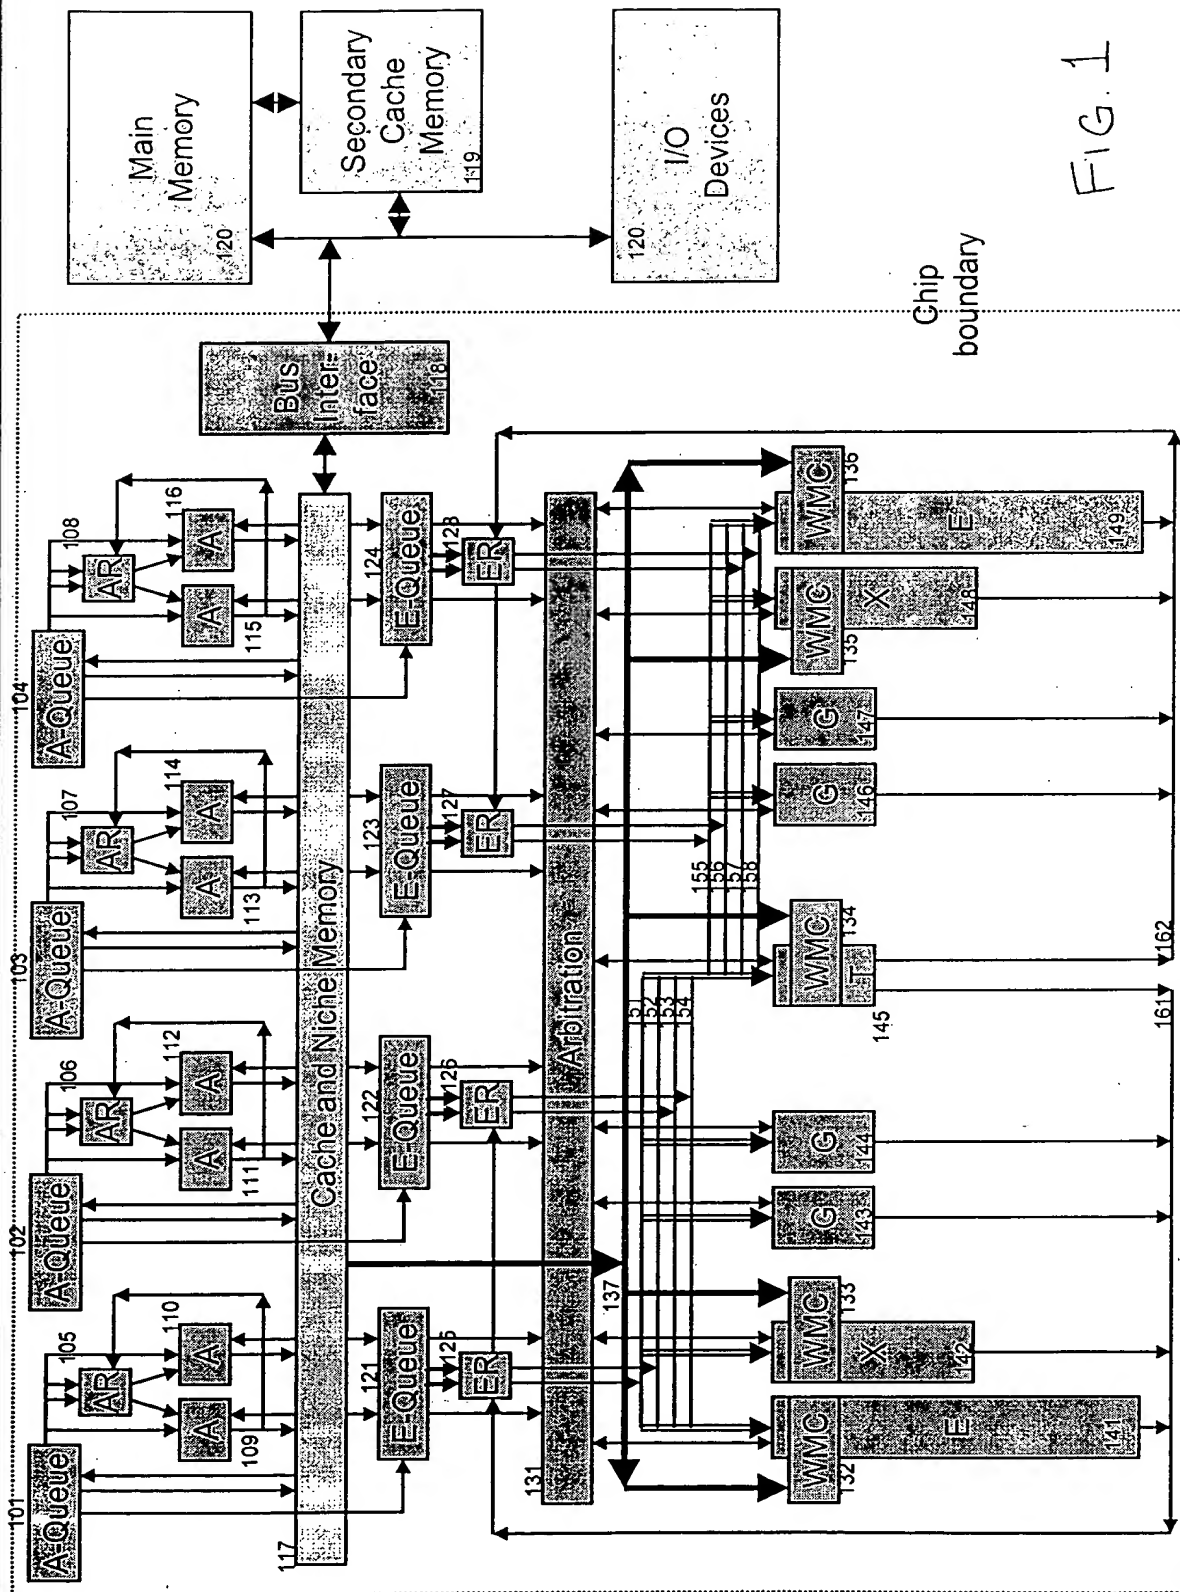 101
A-Queue
102
A-Queue
103
A-Queue
104
A-Queue
105
AR
106
AR
107
AR
108
AR
A
109
A
110
A
111
A
112
A
113
A
114
A
115
A
116
117
Cache and Niche Memory
Bus
Inter-
face
118
Main
Memory
120
Secondary
Cache
Memory
119
I/O
Devices
120
121
E-Queue
122
E-Queue
123
E-Queue
124
E-Queue
126
ER
126
ER
127
ER
128
ER
131
Arbitration
137
151
152
153
154
155
156
157
158
WMC
132
E
141
WMC
133
X
142
G
143
G
144
WMC
134
T
145
G
146
G
147
WMC
135
X
148
WMC
136
E
149
161
162
Chip
boundary
FIG. 1